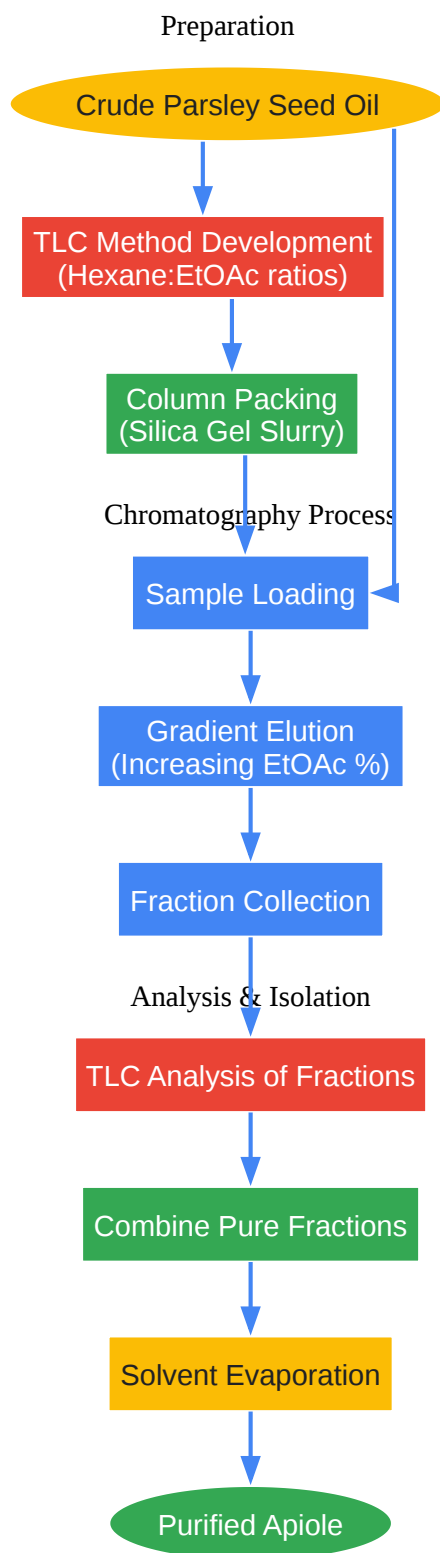 Preparation
Crude Parsley Seed Oil
TLC Method Development
(Hexane:EtOAc ratios)
Column Packing
(Silica Gel Slurry)
Chromatography Process
Sample Loading
Gradient Elution
(Increasing EtOAc %)
Fraction Collection
Analysis & Isolation
TLC Analysis of Fractions
Combine Pure Fractions
Solvent Evaporation
Purified Apiole